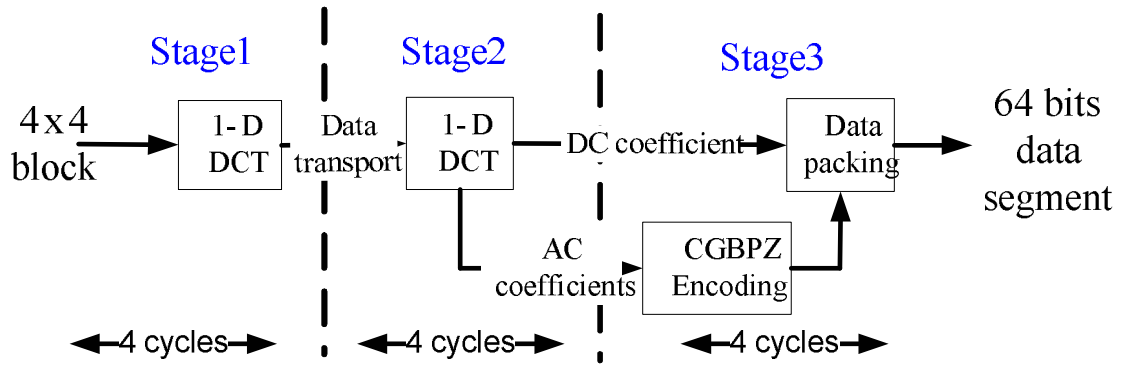 Stage1
Stage2
Stage3
4x4
block
1-D
DCT
Data
transport
1-D
DCT
DC coefficient
Data
packing
64 bits
data
segment
AC
coefficients
CGBPZ
Encoding
4 cycles
4 cycles
4 cycles